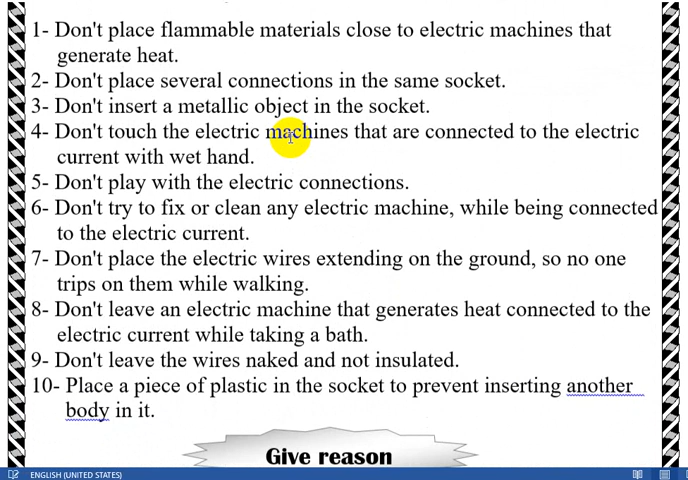 1- Don't place flammable materials close to electric machines that
generate heat.
2- Don't place several connections in the same socket.
3- Don't insert a metallic object in the socket.
4- Don't touch the electric machines that are connected to the electric
current with wet hand.
5- Don't play with the electric connections.
6- Don't try to fix or clean any electric machine, while being connected
to the electric current.
7- Don't place the electric wires extending on the ground, so no one
trips on them while walking.
8- Don't leave an electric machine that generates heat connected to the
electric current while taking a bath.
9- Don't leave the wires naked and not insulated.
10- Place a piece of plastic in the socket to prevent inserting another
body in it.
Give reason
ENGLISH (UNITED STATES)